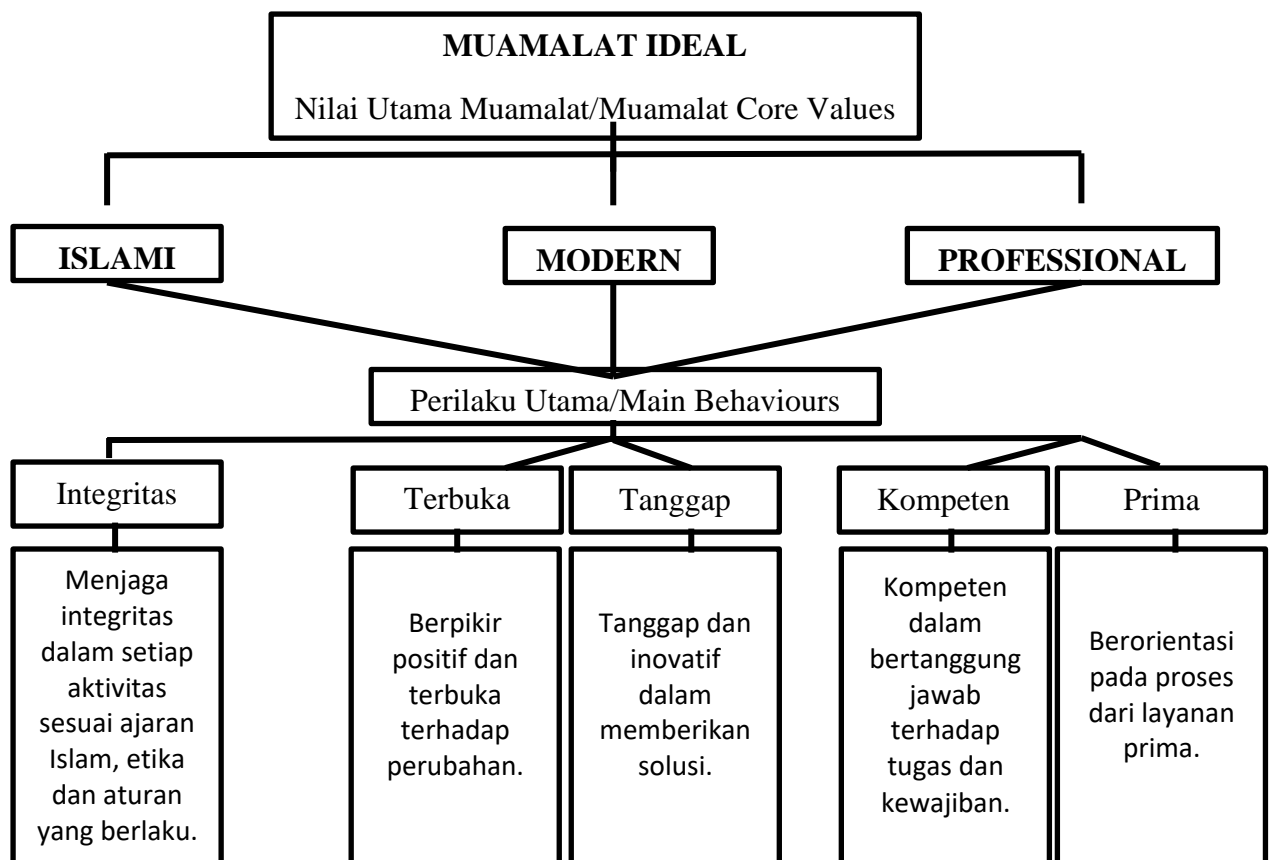 MUAMALAT IDEAL
Nilai Utama Muamalat/Muamalat Core Values
ISLAMI
MODERN
PROFESSIONAL
Perilaku Utama/Main Behaviours
Integritas
Terbuka
Tanggap
Kompeten
Prima
Menjaga
integritas
dalam setiap
aktivitas
sesuai ajaran
Islam, etika
dan aturan
yang berlaku.
Berpikir
positif dan
terbuka
terhadap
perubahan.
Tanggap dan
inovatif
dalam
memberikan
solusi.
Kompeten
dalam
bertanggung
jawab
terhadap
tugas dan
kewajiban.
Berorientasi
pada proses
dari layanan
prima.